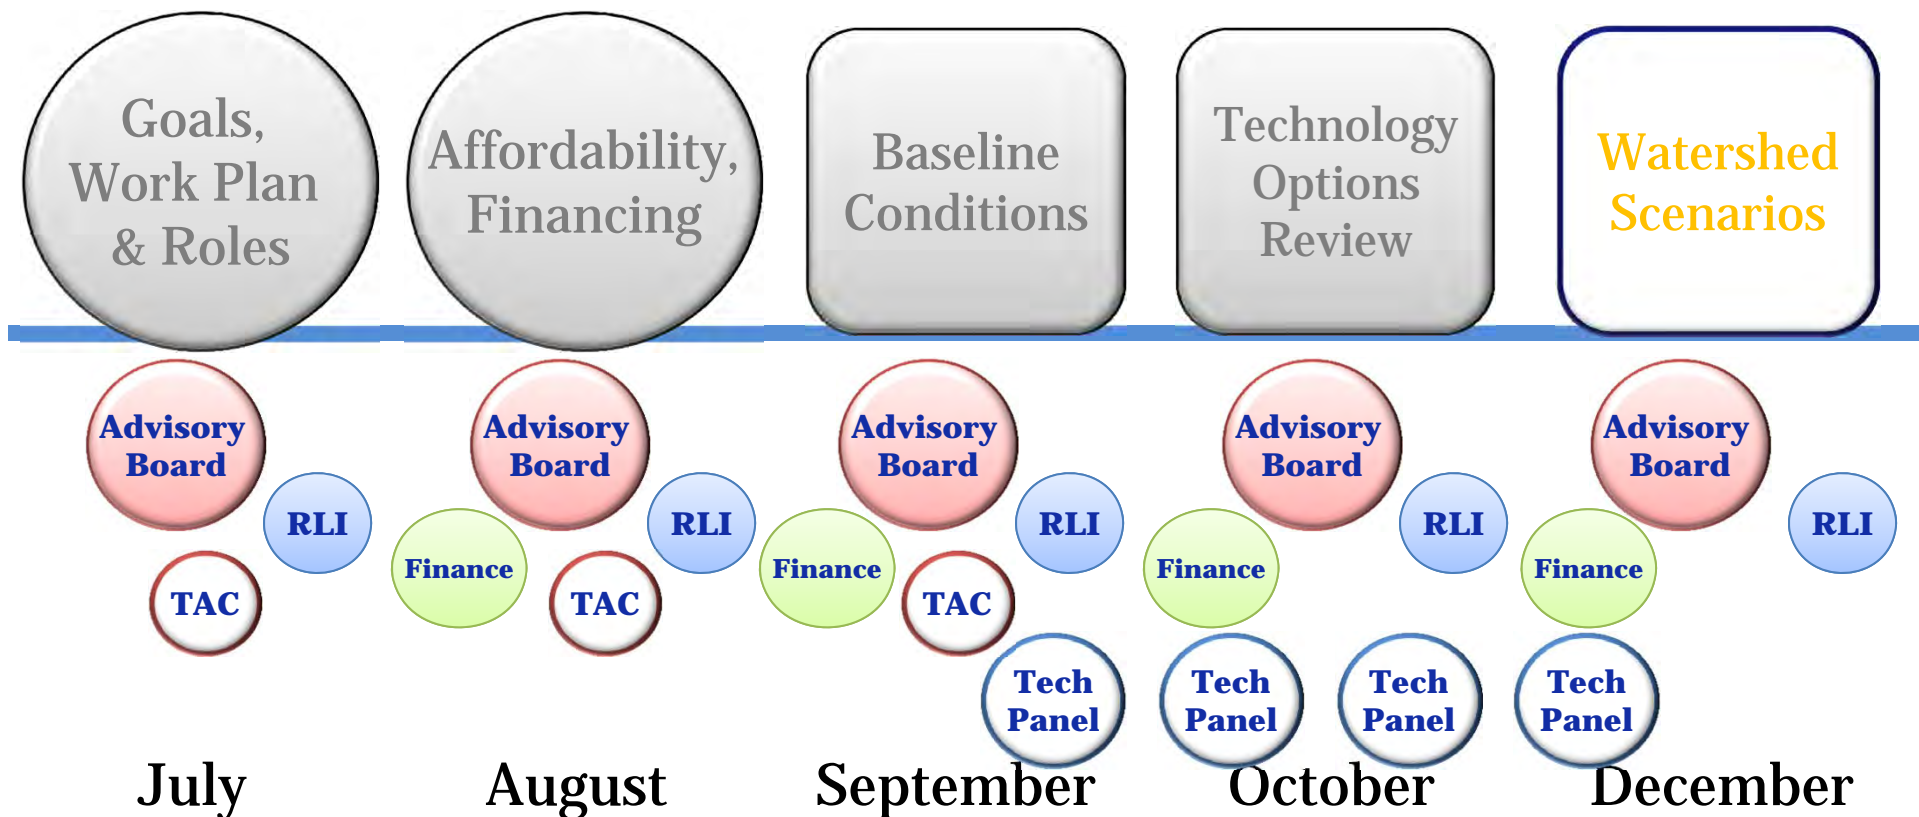 Goals,
Work Plan
& Roles
Affordability,
Financing
Baseline
Conditions
Technology
Options
Review
Watershed
Scenarios
Advisory
Board
RLI
TAC
Advisory
Board
RLI
Finance
TAC
Advisory
Board
RLI
Finance
TAC
Tech
Panel
Advisory
Board
RLI
Finance
Tech
Panel
Tech
Panel
Advisory
Board
RLI
Finance
Tech
Panel
July
August
September
October
December